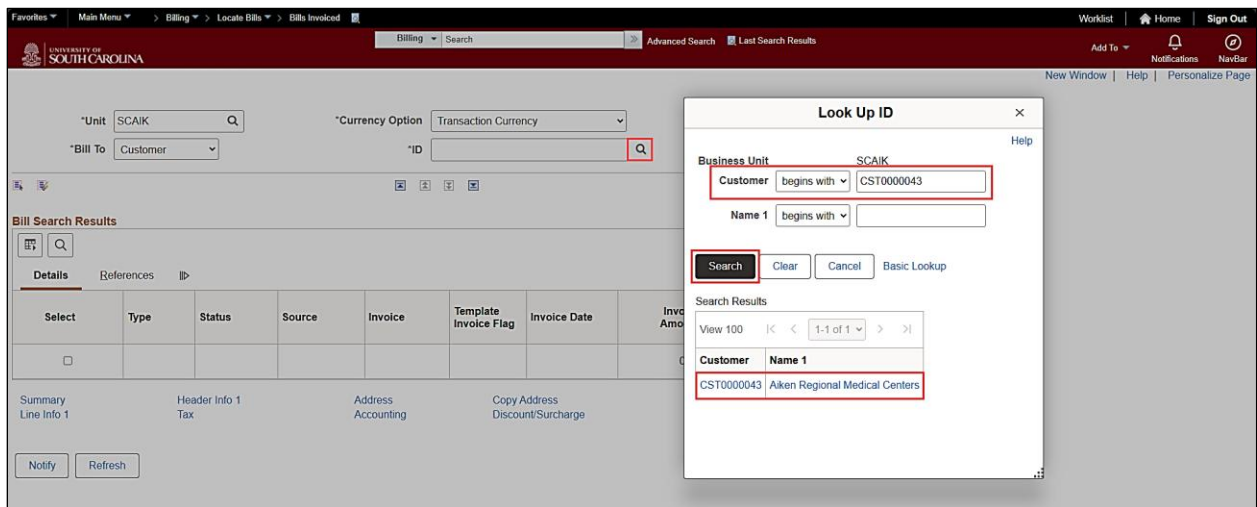 Favorites Main Menu > Billing > Locate Bills > Bills Invoiced Worklist Home Sign Out
UNIVERSITY OF
SOUTH CAROLINA
Billing Search Advanced Search Last Search Results Add To Notifications NavBar
New Window | Help | Personalize Page
*Unit SCAIK *Currency Option Transaction Currency
*Bill To Customer *ID
Bill Search Results
Details References
Select Type Status Source Invoice Template Invoice Flag Invoice Date
Summary Header Info 1 Address Copy Address
Line Info 1 Tax Accounting Discount/Surcharge
Notify Refresh
Look Up ID ×
Help
Business Unit SCAIK
Customer begins with CST0000043
Name 1 begins with
Search Clear Cancel Basic Lookup
Search Results
View 100 1-1 of 1
Customer Name 1
CST0000043 Aiken Regional Medical Centers